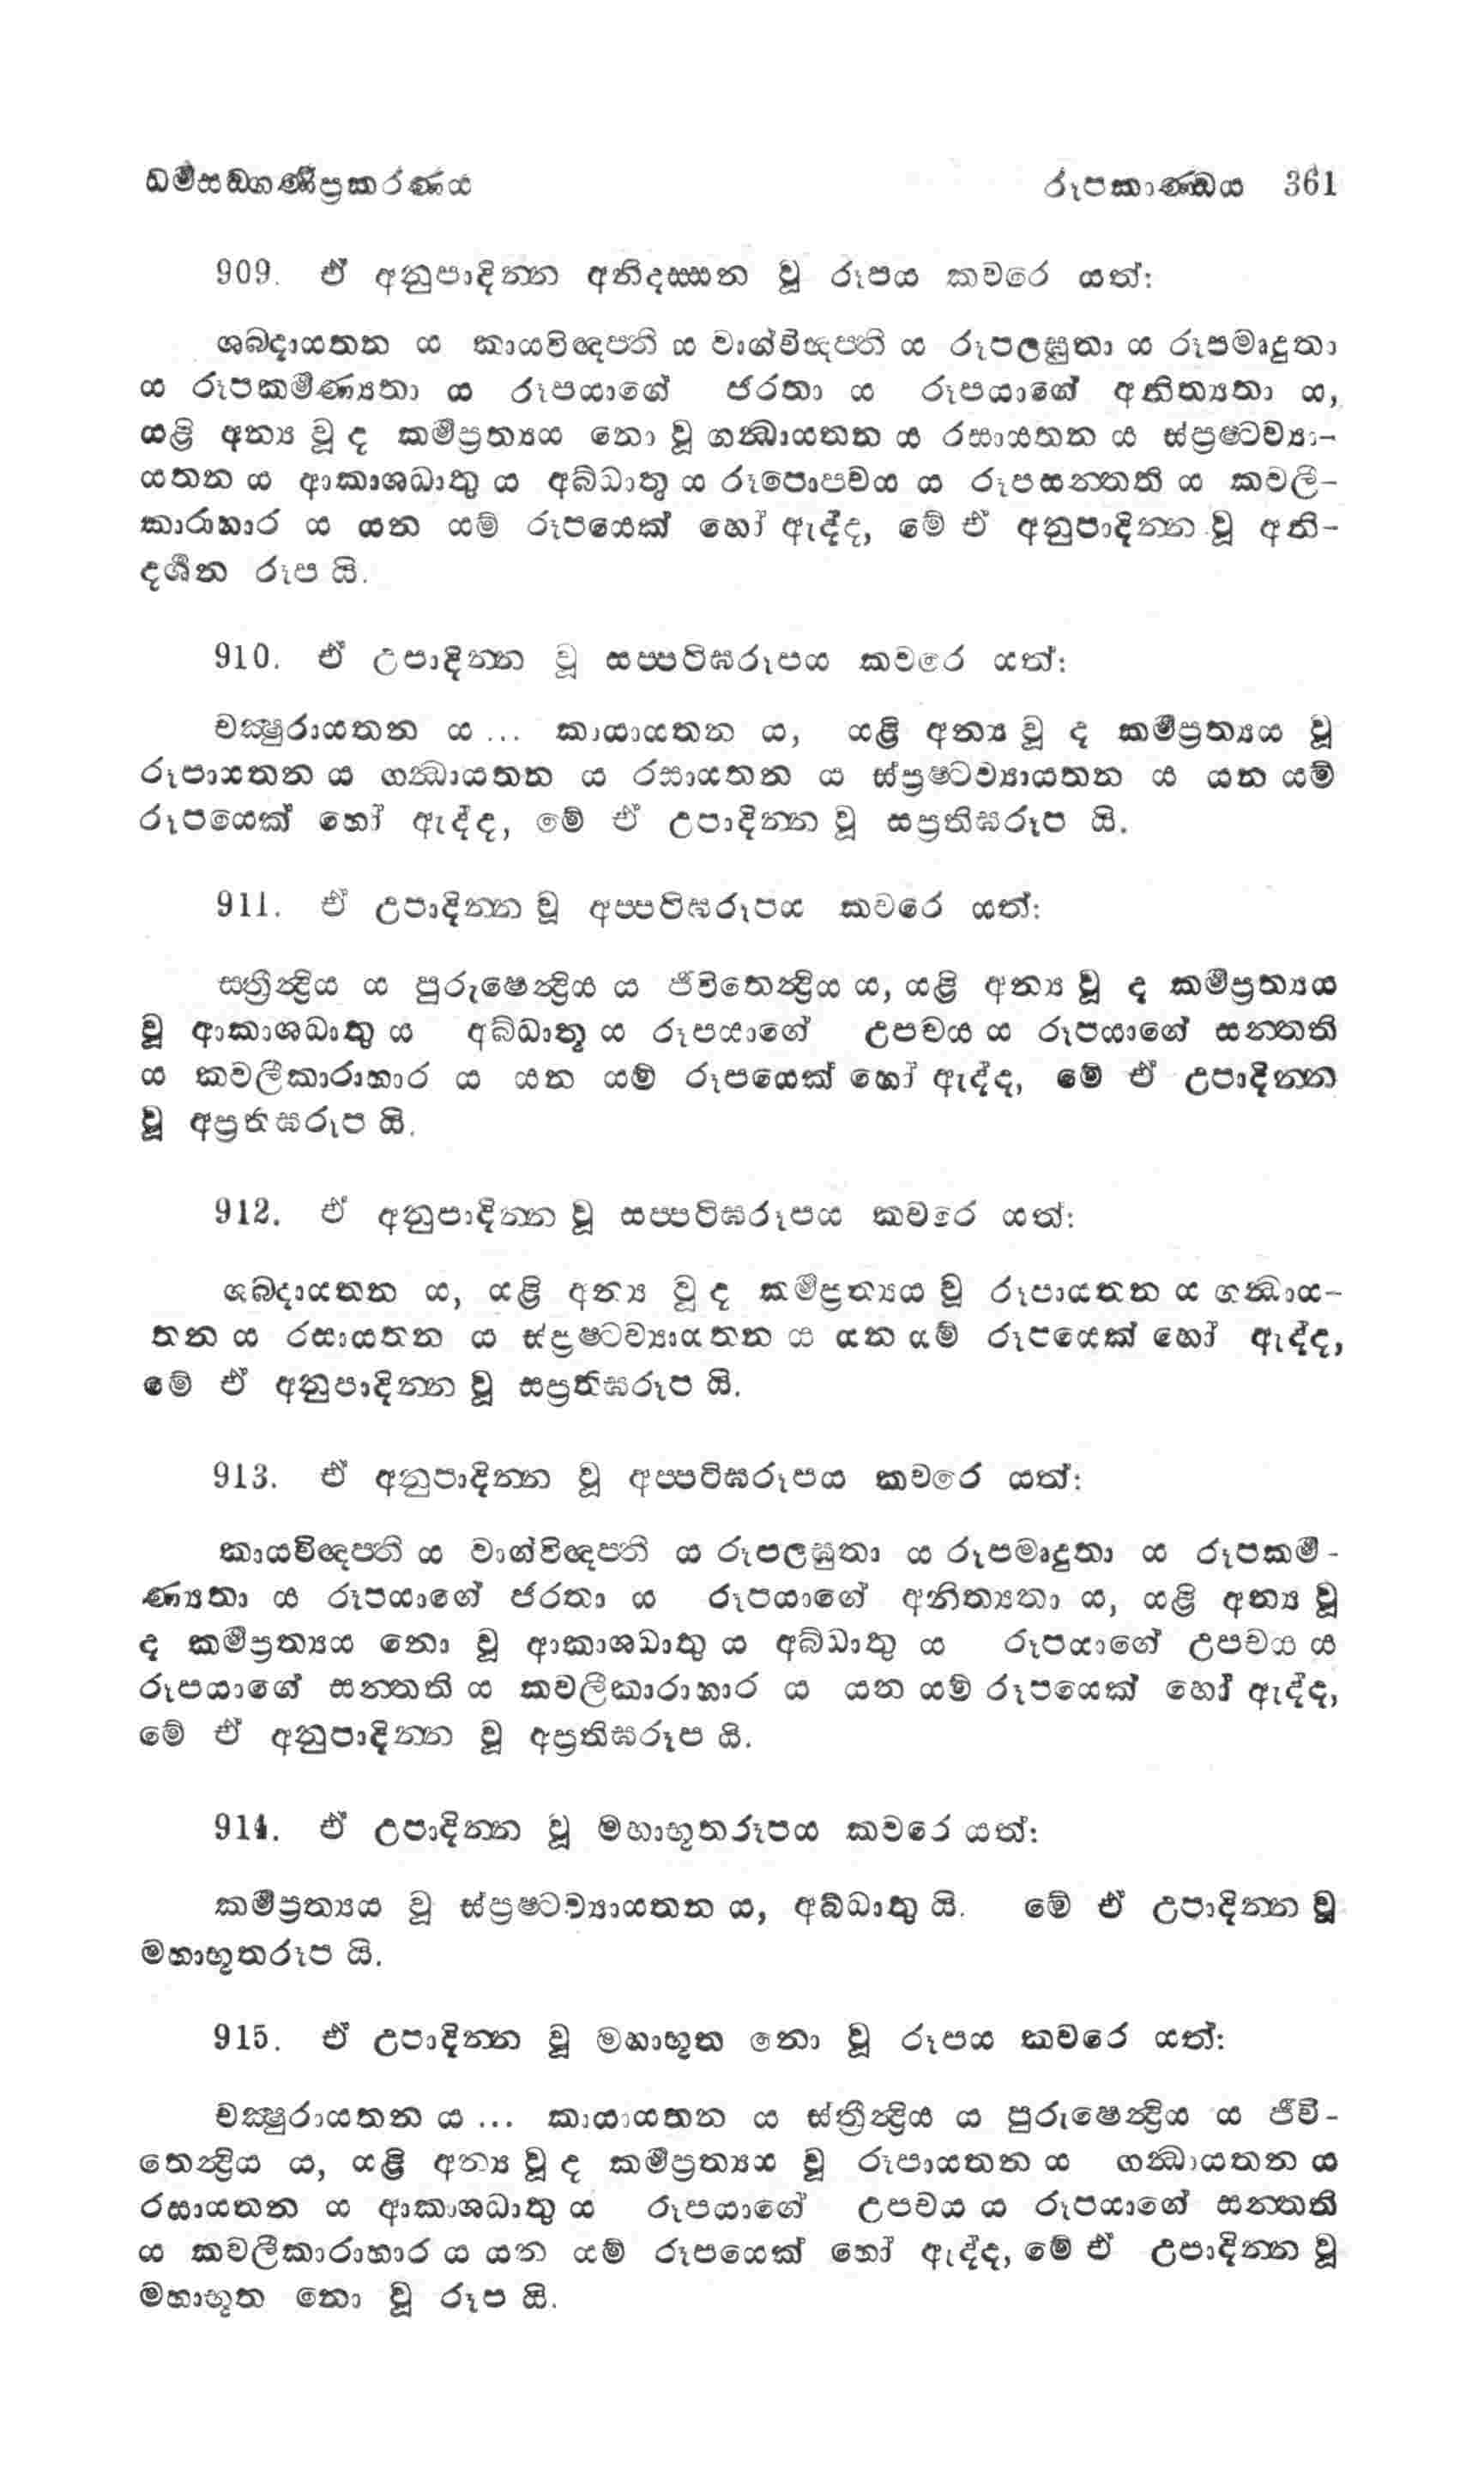 ධර්මසඞ්ගණීප්‍රකරණය රූපකාණ්ඩය 361
909. ඒ අනුපාදින්න අනිදස්සන වූ රූපය කවරෙ යත්:
ශබ්දායතන ය කායවිඥප්ති ය වාග්විඥප්ති ය රූපලඝුතා ය රූපමෘදුතා
ය රූපකර්මණ්‍යතා ය රූපයාගේ ජරතා ය රූපයාගේ අනිත්‍යතා ය,
යළි අන්‍ය වූ ද කර්මප්‍රත්‍යය නො වූ ගන්ධායතන ය රසායතන ය ස්ප්‍රෂ්ටව්‍යා-
යතන ය ආකාශධාතු ය අබ්ධාතු ය රූපොපචය ය රූපසන්තති ය කවලී-
කාරාහාර ය යන යම් රූපයෙක් හෝ ඇද්ද, මේ ඒ අනුපාදින්න වූ අනි-
දර්ශන රූප යි.
910. ඒ උපාදින්න වූ සප්පටිඝරූපය කවරෙ යත්:
චක්‍ෂුරායතන ය ... කායායතන ය, යළි අන්‍ය වූ ද කර්මප්‍රත්‍යය වූ
රූපායතන ය ගන්ධායතන ය රසායතන ය ස්ප්‍රෂ්ටව්‍යායතන ය යන යම්
රූපයෙක් හෝ ඇද්ද, මේ ඒ උපාදින්න වූ සප්‍රතිඝරූප යි.
911. ඒ උපාදින්න වූ අප්පටිඝරූපය කවරෙ යත්:
ස්ත්‍රීන්ද්‍රිය ය පුරුෂෙන්ද්‍රිය ය ජීවිතෙන්ද්‍රිය ය, යළි අන්‍ය වූ ද කර්මප්‍රත්‍යය
වූ ආකාශධාතු ය අබ්ධාතු ය රූපයාගේ උපචය ය රූපයාගේ සන්තති
ය කවලීකාරාහාර ය යන යම් රූපයෙක් හෝ ඇද්ද, මේ ඒ උපාදින්න
වූ අප්‍රතිඝරූප යි.
912. ඒ අනුපාදින්න වූ සප්පටිඝරූපය කවරෙ යත්:
ශබ්දායතන ය, යළි අන්‍ය වූ ද කර්මප්‍රත්‍යය වූ රූපායතන ය ගන්ධාය-
තන ය රසායතන ය ස්ප්‍රෂ්ටව්‍යායතන ය යන යම් රූපයෙක් හෝ ඇද්ද,
මේ ඒ අනුපාදින්න වූ සප්‍රතිඝරූප යි.
913. ඒ අනුපාදින්න වූ අප්පටිඝරූපය කවරෙ යත්:
කායවිඥප්ති ය වාග්විඥප්ති ය රූපලඝුතා ය රූපමෘදුතා ය රූපකර්ම-
ණ්‍යතා ය රූපයාගේ ජරතා ය රූපයාගේ අනිත්‍යතා ය, යළි අන්‍ය වූ
ද කර්මප්‍රත්‍යය නො වූ ආකාශධාතු ය අබ්ධාතු ය රූපයාගේ උපචය ය
රූපයාගේ සන්තති ය කවලීකාරාහාර ය යන යම් රූපයෙක් හෝ ඇද්ද,
මේ ඒ අනුපාදින්න වූ අප්‍රතිඝරූප යි.
914. ඒ උපාදින්න වූ මහාභූතරූපය කවරෙ යත්:
කර්මප්‍රත්‍යය වූ ස්ප්‍රෂ්ටව්‍යායතන ය, අබ්ධාතු යි. මේ ඒ උපාදින්න වූ
මහාභූතරූප යි.
915. ඒ උපාදින්න වූ මහාභූත නො වූ රූපය කවරෙ යත්:
චක්‍ෂුරායතන ය ... කායායතන ය ස්ත්‍රීන්ද්‍රිය ය පුරුෂෙන්ද්‍රිය ය ජීවි-
තෙන්ද්‍රිය ය, යළි අන්‍ය වූ ද කර්මප්‍රත්‍යය වූ රූපායතන ය ගන්ධායතන ය
රසායතන ය ආකාශධාතු ය රූපයාගේ උපචය ය රූපයාගේ සන්තති
ය කවලීකාරාහාර ය යන යම් රූපයෙක් හෝ ඇද්ද, මේ ඒ උපාදින්න වූ
මහාභූත නො වූ රූප යි.